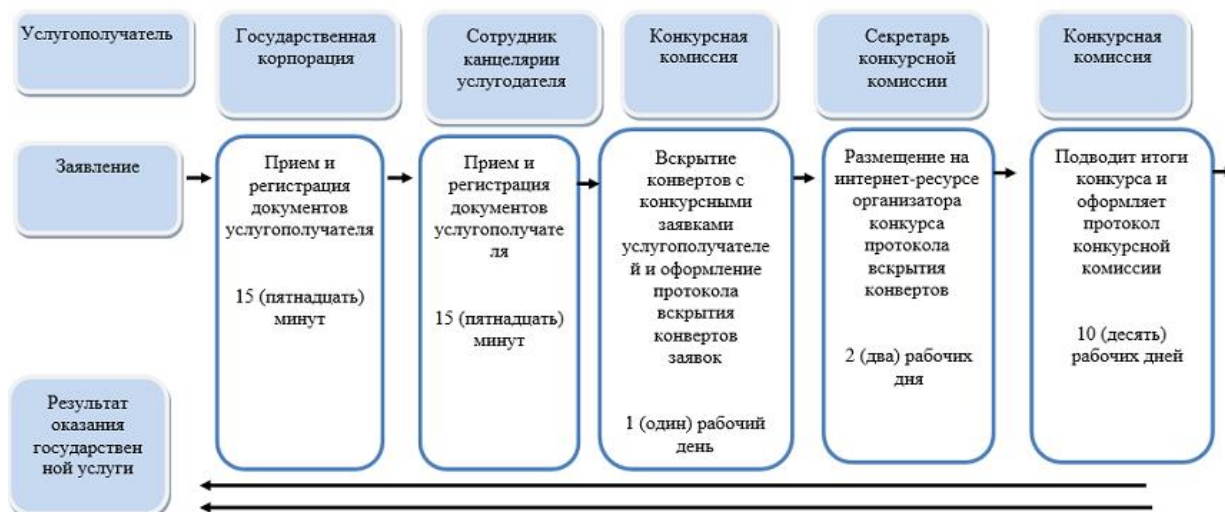 Услугополучатель
Государственная
корпорация
Сотрудник
канцелярии
услугодателя
Конкурсная
комиссия
Секретарь
конкурсной
комиссии
Конкурсная
комиссия
Заявление
Прием и
регистрация
документов
услугополучателя
15 (пятнадцать)
минут
Прием и
регистрация
документов
услугополучате
ля
15 (пятнадцать)
минут
Вскрытие
конвертов с
конкурсными
заявками
услугополучателе
й и оформление
протокола
вскрытия
конвертов
заявок
1 (один) рабочий
день
Размещение на
интернет-ресурсе
организатора
конкурса
протокола
вскрытия
конвертов
2 (два) рабочих
дня
Подводит итоги
конкурса и
оформляет
протокол
конкурсной
комиссии
10 (десять)
рабочих дней
Результат
оказания
государствен
ной услуги